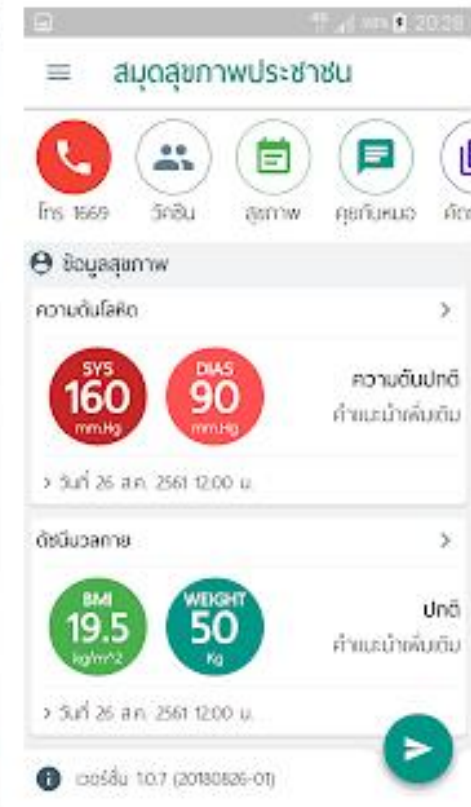 20:28
สมุดสุขภาพประชาชน
โทร 1669 วัคซีน สุขภาพ คุยกับหมอ
ข้อมูลสุขภาพ
ความดันโลหิต
SYS 160 mm.Hg
DIAS 90 mm.Hg
ความดันปกติ
คำแนะนำเพิ่มเติม
วันที่ 26 ส.ค. 2561 12:00 น.
ดัชนีมวลกาย
BMI 19.5 kg/m^2
WEIGHT 50 Kg
ปกติ
คำแนะนำเพิ่มเติม
วันที่ 26 ส.ค. 2561 12:00 น.
เวอร์ชั่น 1.0.7 (20180826-01)